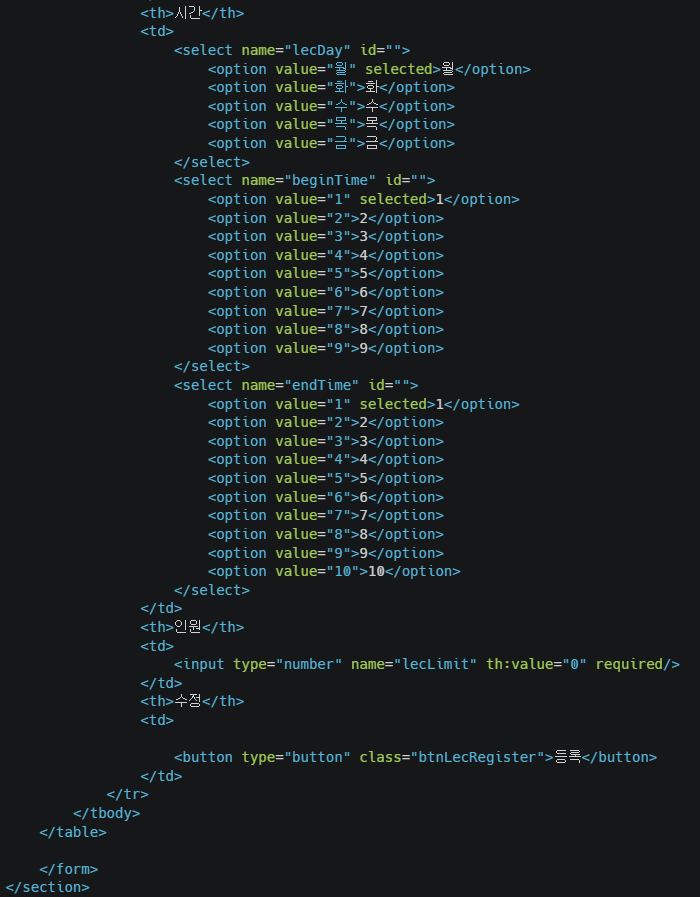 <th>시간</th>
<td>
<select name="lecDay" id="">
<option value="월" selected>월</option>
<option value="화">화</option>
<option value="수">수</option>
<option value="목">목</option>
<option value="금">금</option>
</select>
<select name="beginTime" id="">
<option value="1" selected>1</option>
<option value="2">2</option>
<option value="3">3</option>
<option value="4">4</option>
<option value="5">5</option>
<option value="6">6</option>
<option value="7">7</option>
<option value="8">8</option>
<option value="9">9</option>
</select>
<select name="endTime" id="">
<option value="1" selected>1</option>
<option value="2">2</option>
<option value="3">3</option>
<option value="4">4</option>
<option value="5">5</option>
<option value="6">6</option>
<option value="7">7</option>
<option value="8">8</option>
<option value="9">9</option>
<option value="10">10</option>
</select>
</td>
<th>인원</th>
<td>
<input type="number" name="lecLimit" th:value="0" required/>
</td>
<th>수정</th>
<td>
<button type="button" class="btnLecRegister">등록</button>
</td>
</tr>
</tbody>
</table>
</form>
</section>